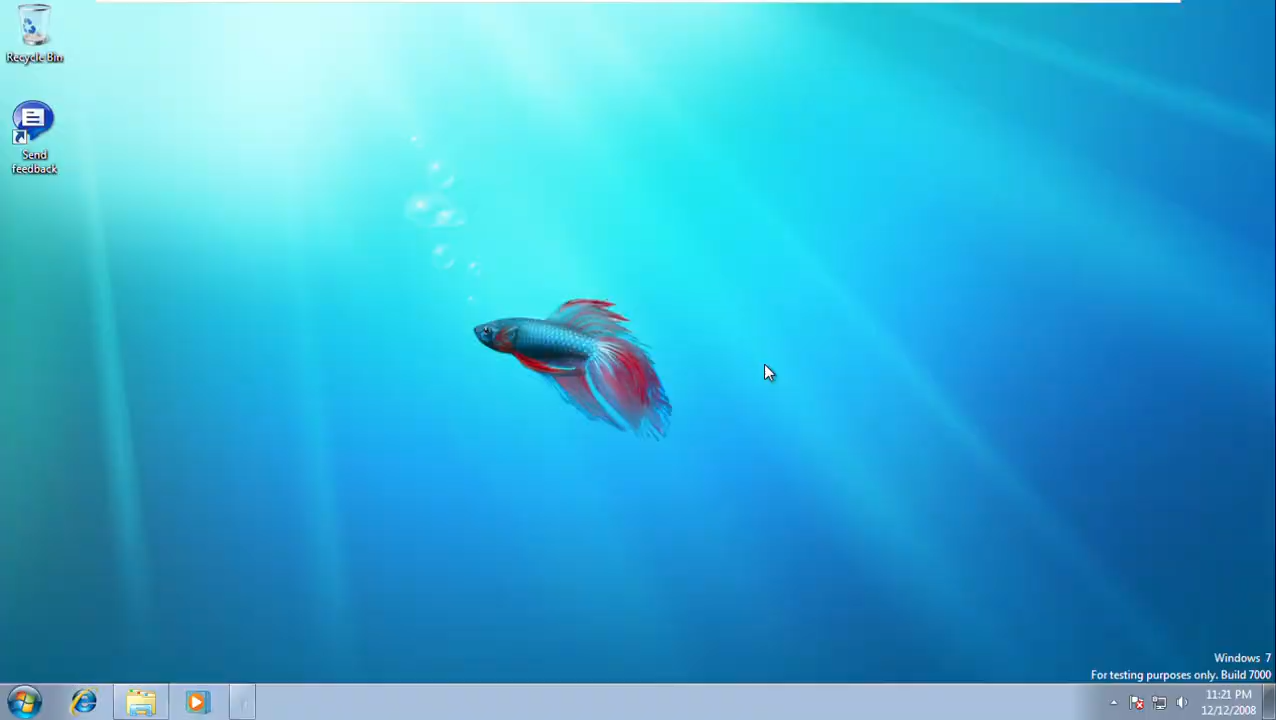 Recycle Bin
Send
feedback
Windows 7
For testing purposes only. Build 7000
11:21 PM
12/12/2008